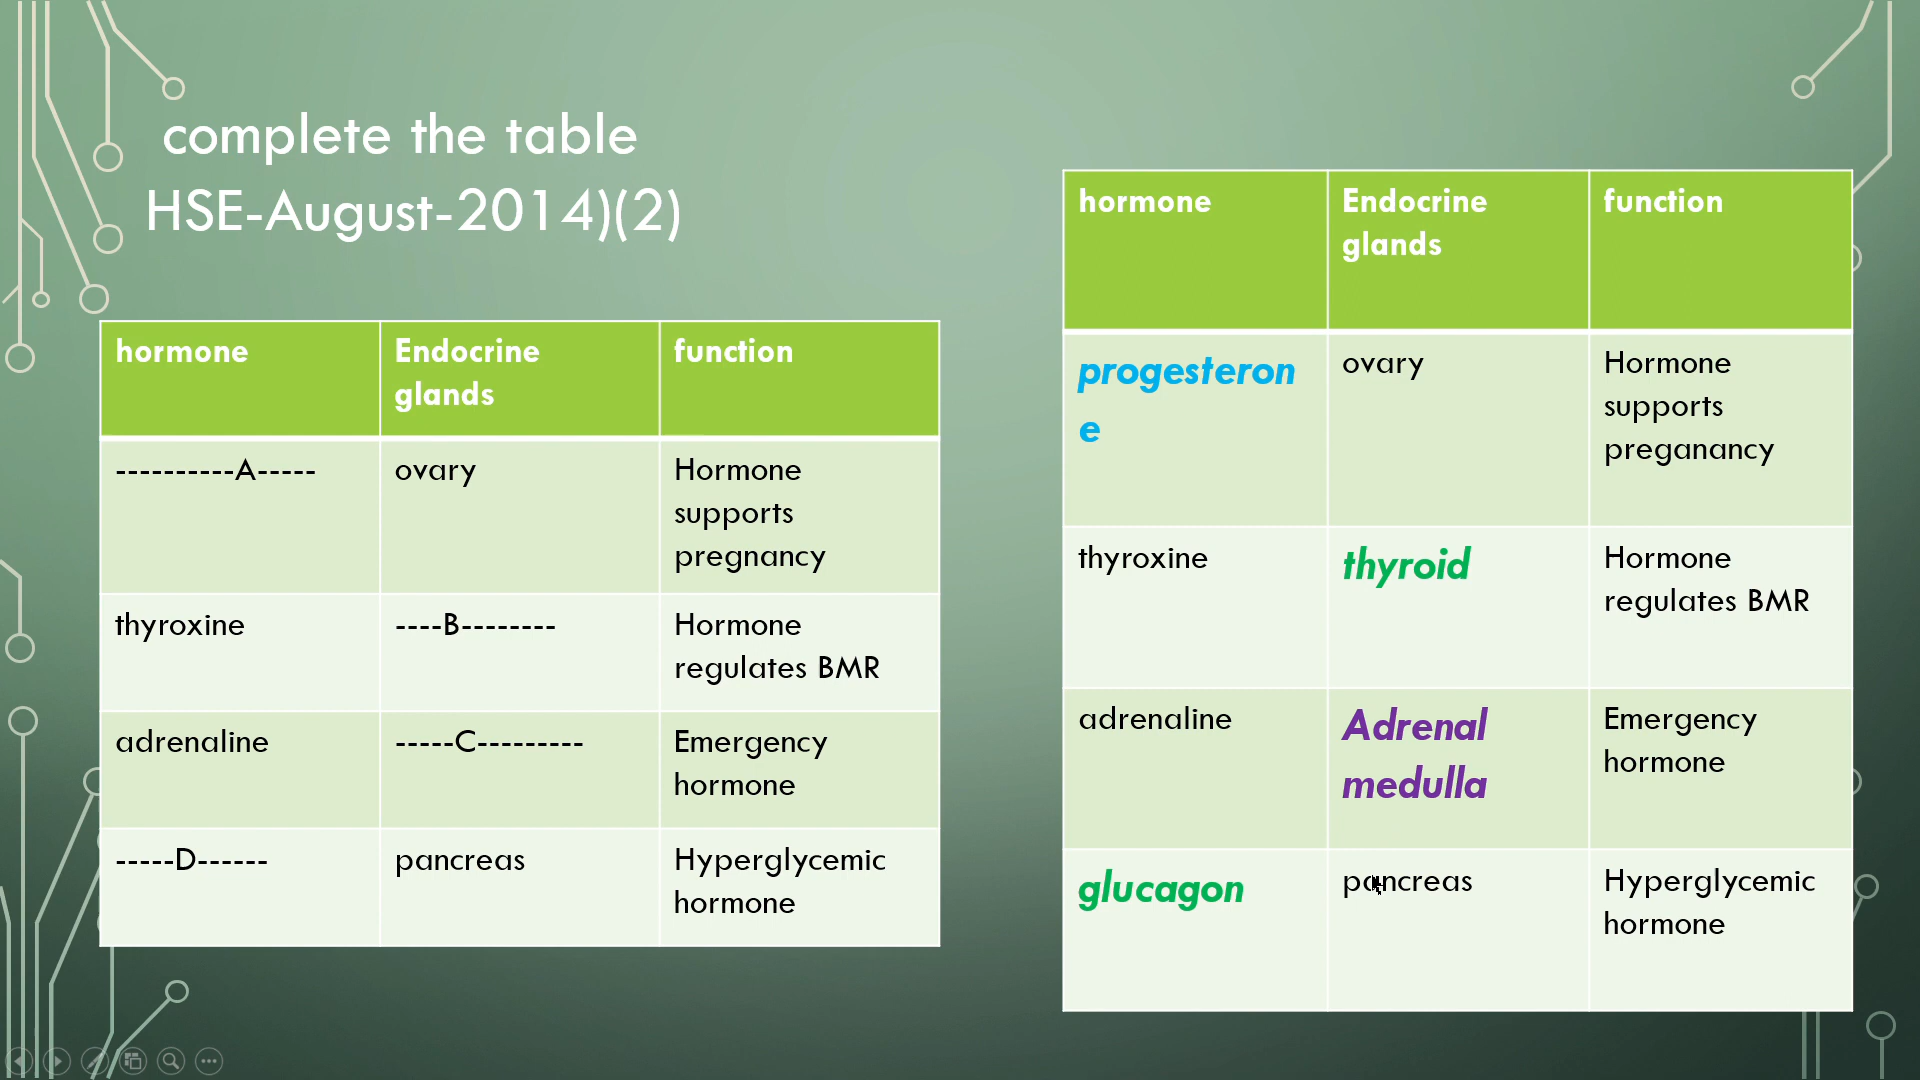 complete the table
HSE-August-2014)(2)
hormone
Endocrine
glands
function
----------A-----
ovary
Hormone
supports
pregnancy
thyroxine
----B--------
Hormone
regulates BMR
adrenaline
-----C---------
Emergency
hormone
-----D------
pancreas
Hyperglycemic
hormone
hormone
Endocrine
glands
function
progesteron
e
ovary
Hormone
supports
preganancy
thyroxine
thyroid
Hormone
regulates BMR
adrenaline
Adrenal
medulla
Emergency
hormone
glucagon
pancreas
Hyperglycemic
hormone